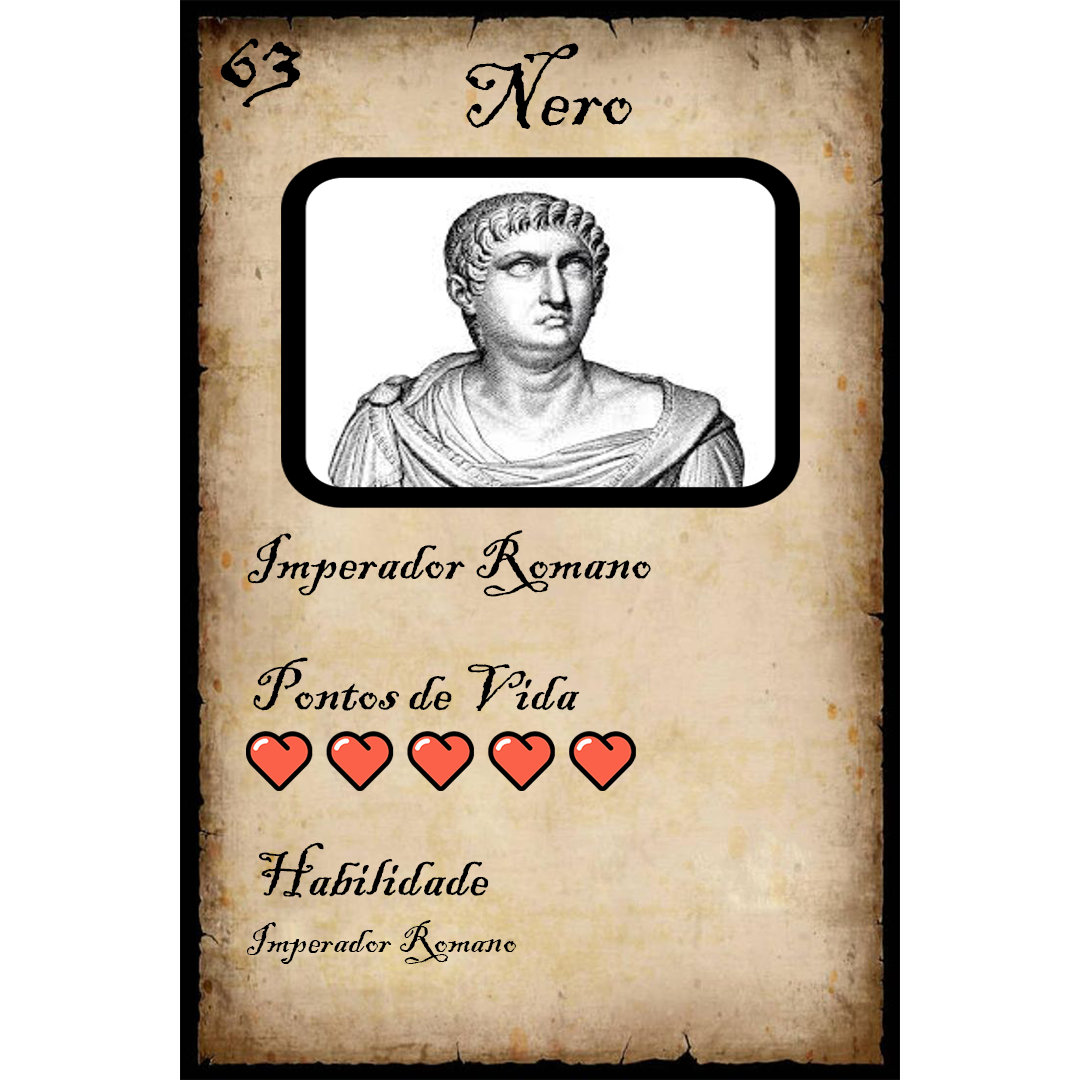 63
Nero
Imperador Romano
Pontos de Vida
Habilidade
Imperador Romano